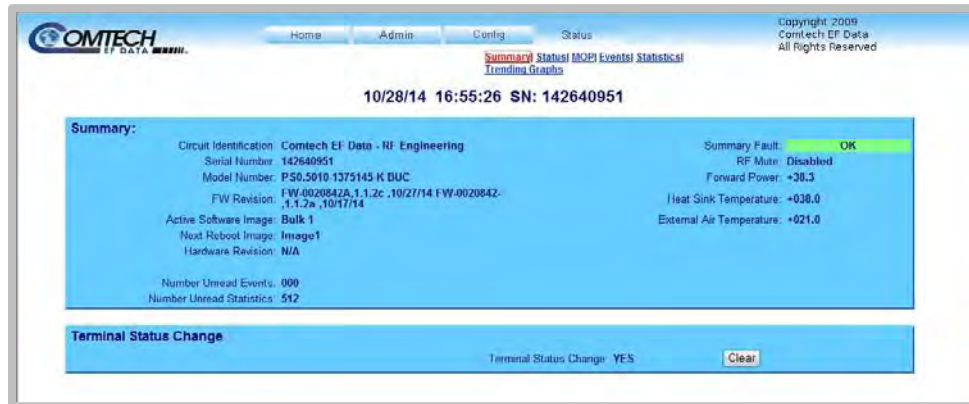 COMTECH
EF DATA
Home Admin Config Status
Copyright 2009
Comtech EF Data
All Rights Reserved
Summary| Status| MOP| Events| Statistics|
Trending Graphs
10/28/14 16:55:26 SN: 142640951
Summary:
Circuit Identification: Comtech EF Data - RF Engineering
Serial Number: 142640951
Model Number: PS0.5010-1375145-K BUC
FW Revision: FW-0020842A,1.1.2c ,10/27/14 FW-0020842-
,1.1.2a ,10/17/14
Active Software Image: Bulk 1
Next Reboot Image: Image1
Hardware Revision: N/A
Number Unread Events: 000
Number Unread Statistics: 512
Summary Fault: OK
RF Mute: Disabled
Forward Power: +38.3
Heat Sink Temperature: +038.0
External Air Temperature: +021.0
Terminal Status Change
Terminal Status Change: YES Clear